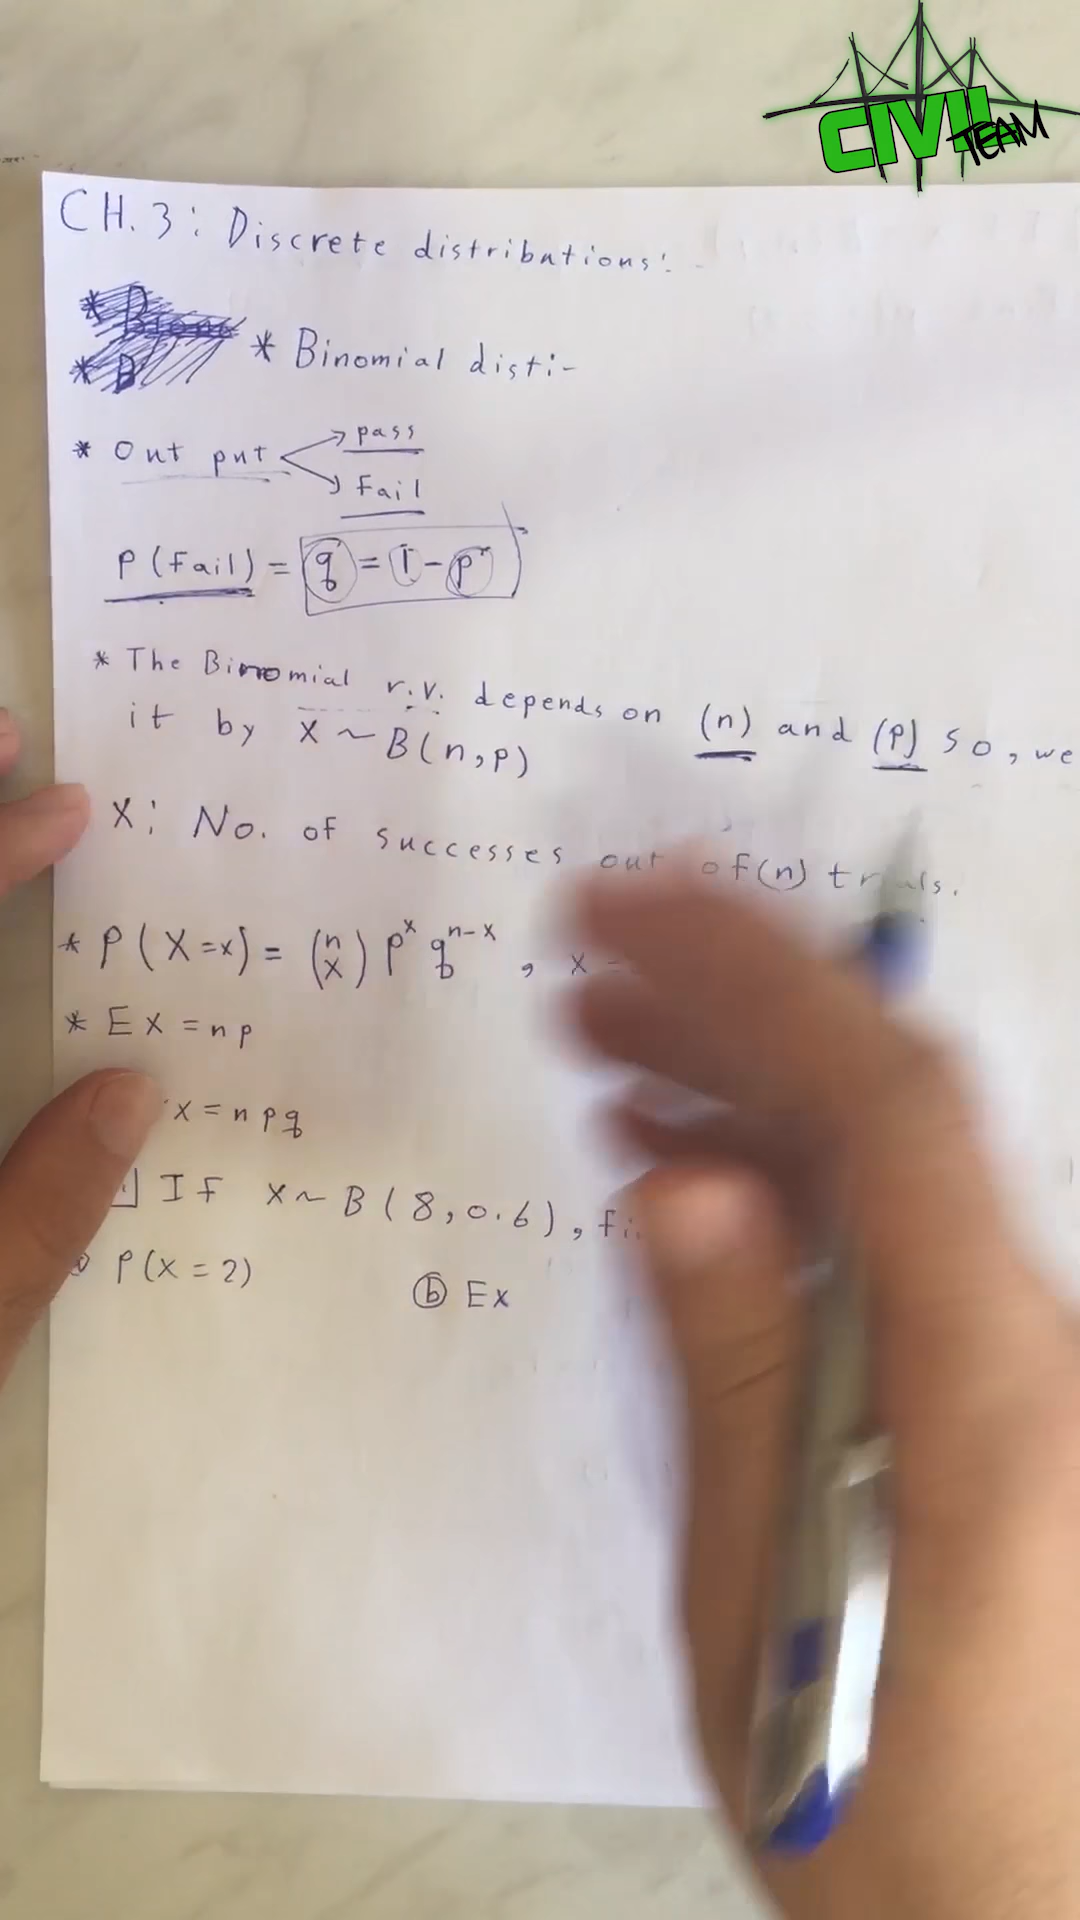 CIVIL
TEAM
CH.3: Discrete distributions:-
* Binomial dist:-
* Out put
pass
Fail
P(Fail) = q = 1 - p
* The Binomial r.v. depends on (n) and (p) so, we
it by X ~ B(n,p)
X: No. of successes out of (n) trials.
* P(X=x) = (n x) p^x q^n-x , x
* EX = np
x = npq
If X ~ B(8,0.6),
P(X = 2)
ⓑ EX